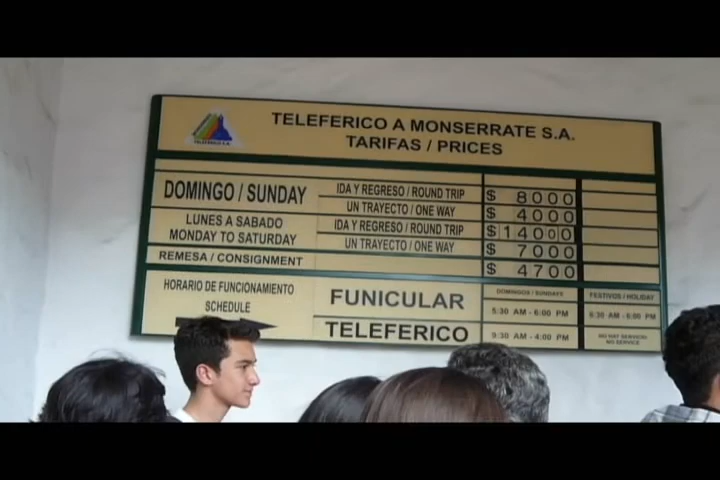 TELEFERICO A MONSERRATE S.A.
TARIFAS / PRICES
TELEFERICO S.A.
DOMINGO / SUNDAY
IDA Y REGRESO / ROUND TRIP $ 8000
UN TRAYECTO / ONE WAY $ 4000
LUNES A SABADO
MONDAY TO SATURDAY
IDA Y REGRESO / ROUND TRIP $ 14000
UN TRAYECTO / ONE WAY $ 7000
REMESA / CONSIGNMENT $ 4700
HORARIO DE FUNCIONAMIENTO
SCHEDULE
DOMINGOS / SUNDAYS FESTIVOS / HOLIDAY
FUNICULAR 5:30 AM - 6:00 PM 6:30 AM - 6:00 PM
TELEFERICO 9:30 AM - 4:00 PM
NO HAY SERVICIO
NO SERVICE